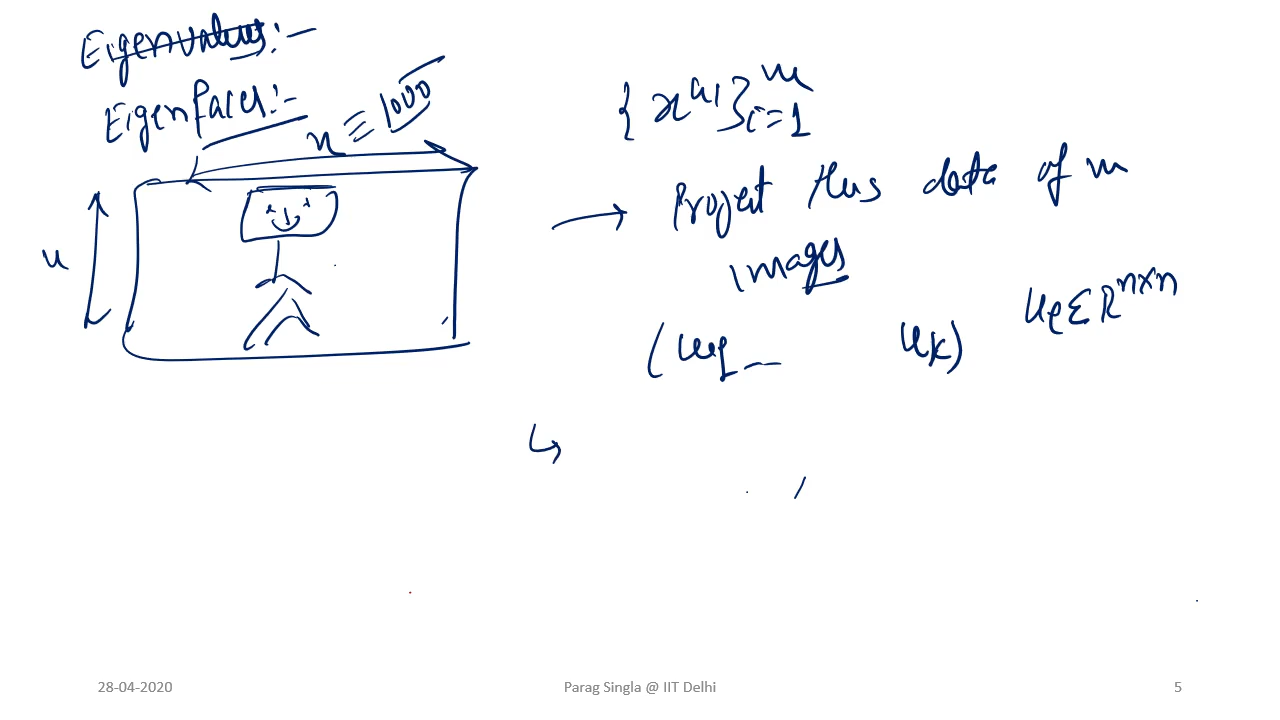 Eigenvalues:-
Eigenfaces:-
n ≡ 1000
n
{x^(i)}_{i=1}^m
→ Project this data of m
images
u_l ∈ R^{n×n}
(u_1 _ u_k)
↳
28-04-2020
Parag Singla @ IIT Delhi
5